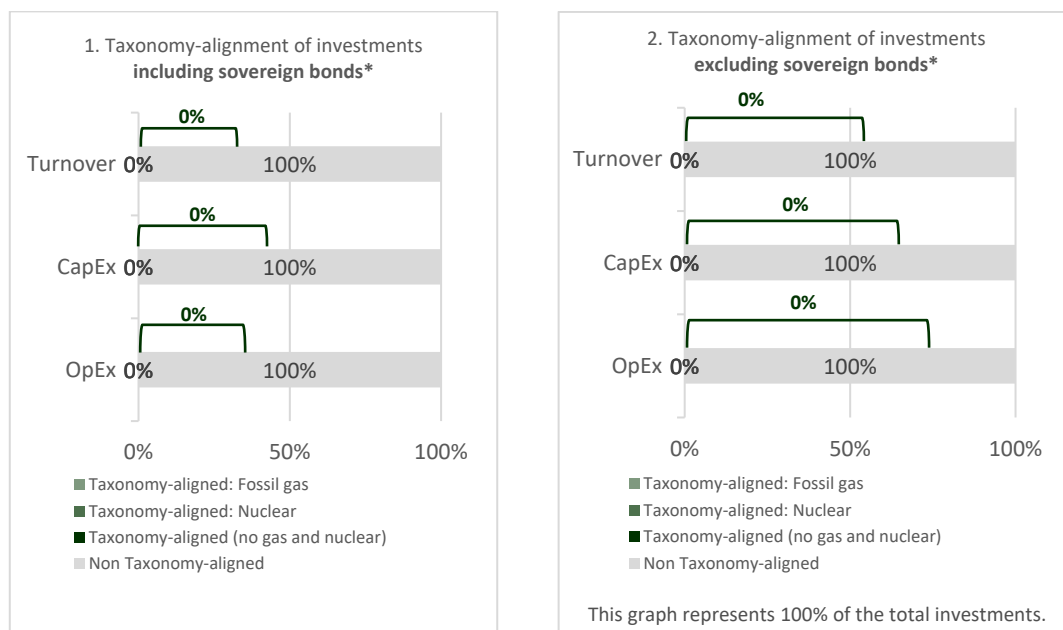 1. Taxonomy-alignment of investments
including sovereign bonds*
0%
Turnover 0% 100%
0%
CapEx 0% 100%
0%
OpEx 0% 100%
0% 50% 100%
Taxonomy-aligned: Fossil gas
Taxonomy-aligned: Nuclear
Taxonomy-aligned (no gas and nuclear)
Non Taxonomy-aligned
2. Taxonomy-alignment of investments
excluding sovereign bonds*
0%
Turnover 0% 100%
0%
CapEx 0% 100%
0%
OpEx 0% 100%
0% 50% 100%
Taxonomy-aligned: Fossil gas
Taxonomy-aligned: Nuclear
Taxonomy-aligned (no gas and nuclear)
Non Taxonomy-aligned
This graph represents 100% of the total investments.